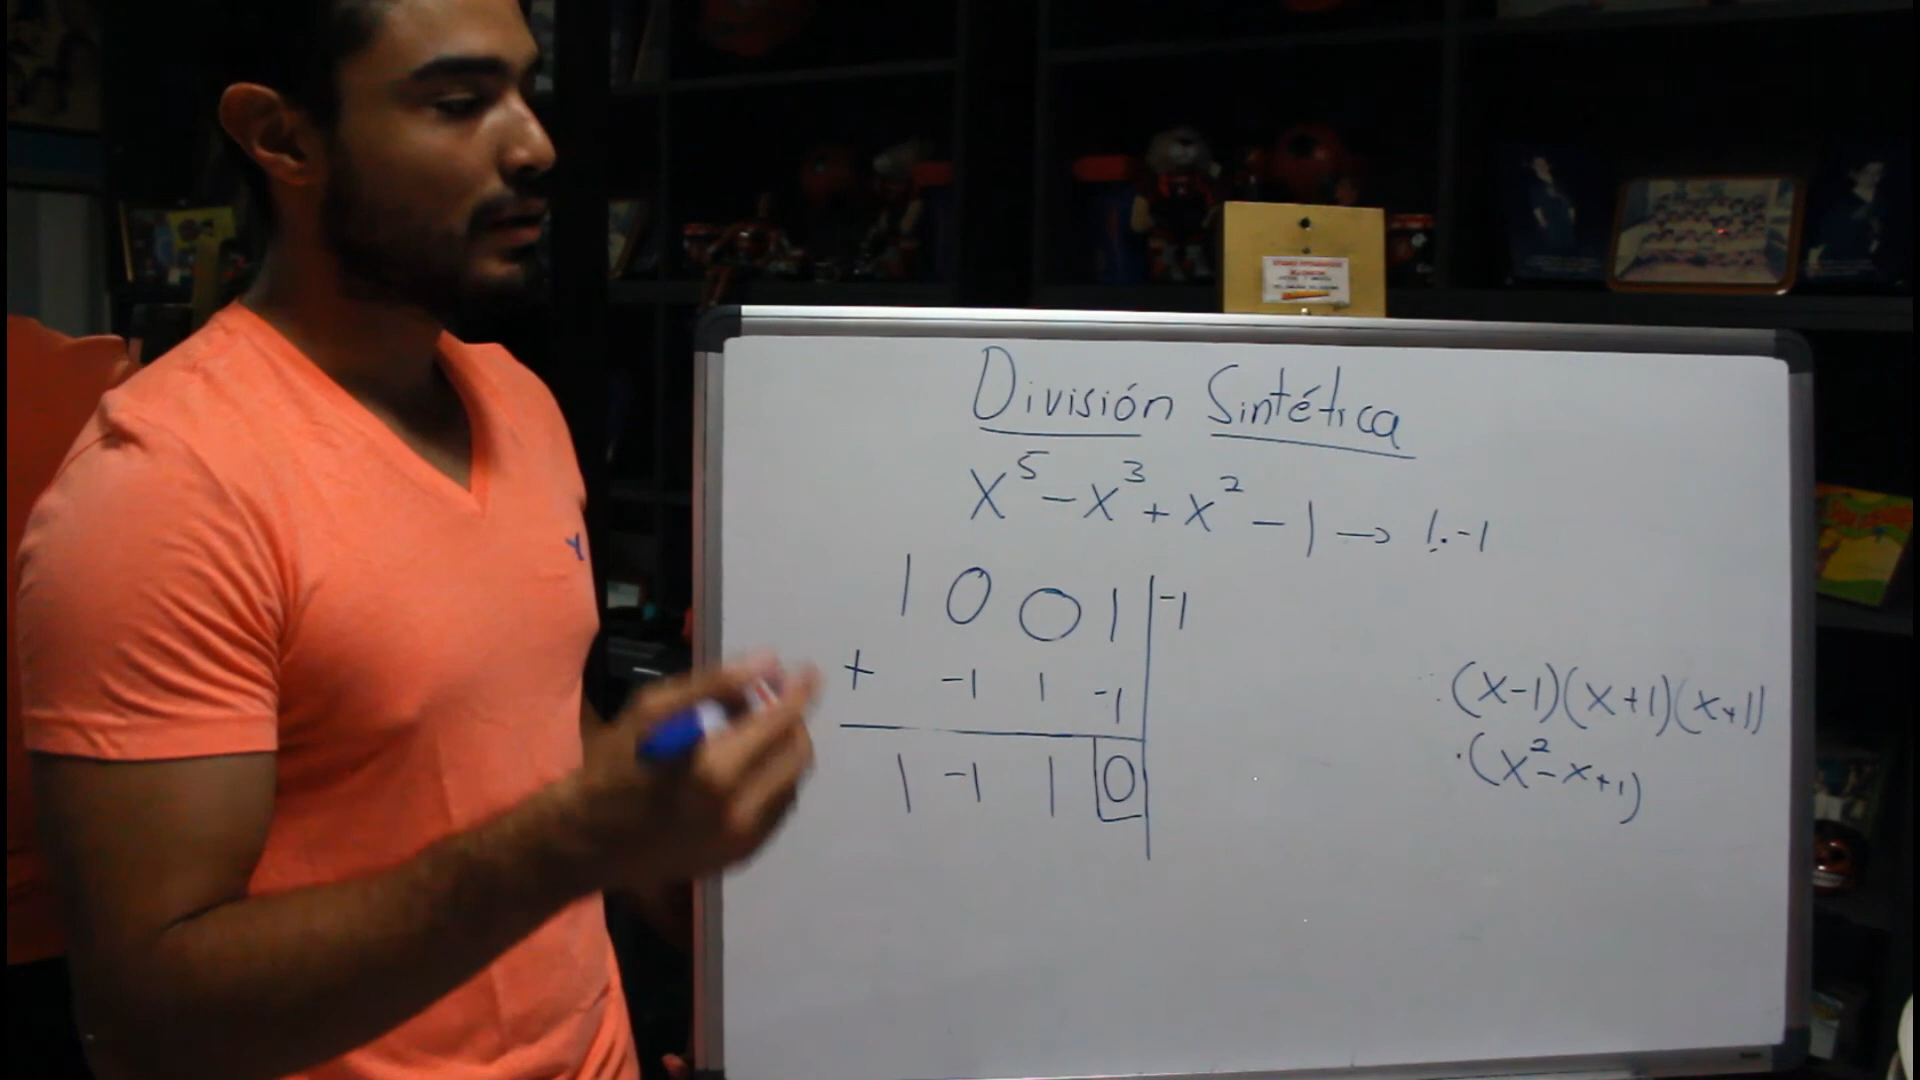 División Sintética
x⁵ - x³ + x² - 1 → 1. -1
1 0 0 1 | -1
+ -1 1 -1
1 -1 1 0
(x-1)(x+1)(x+1)
·(x²-x+1)